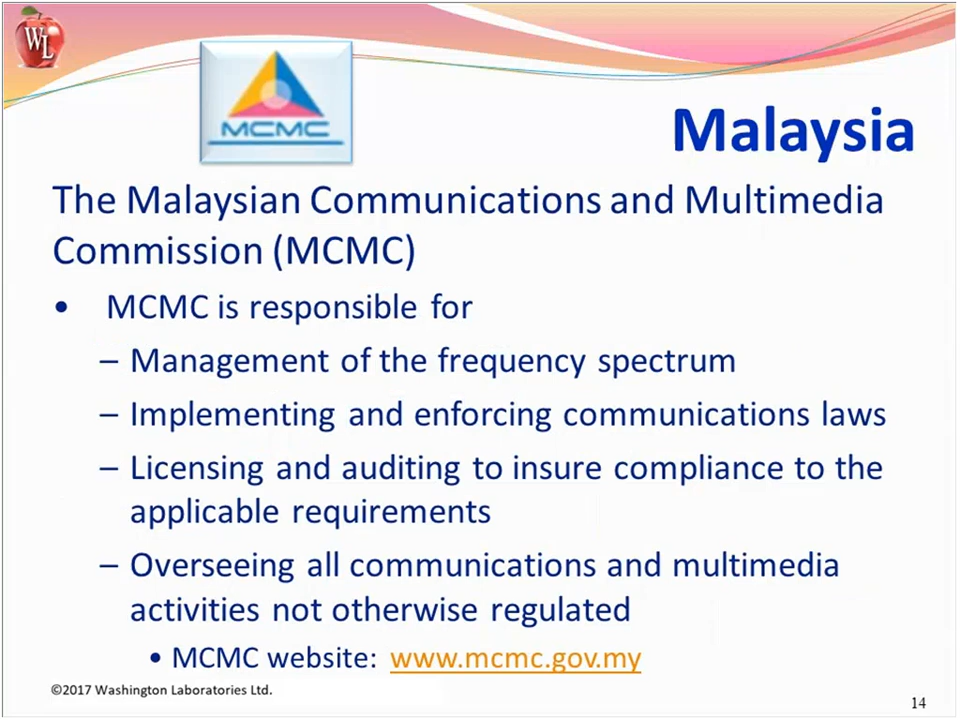 WL
MCMC
Malaysia
The Malaysian Communications and Multimedia
Commission (MCMC)
• MCMC is responsible for
– Management of the frequency spectrum
– Implementing and enforcing communications laws
– Licensing and auditing to insure compliance to the
applicable requirements
– Overseeing all communications and multimedia
activities not otherwise regulated
• MCMC website: www.mcmc.gov.my
©2017 Washington Laboratories Ltd.
14